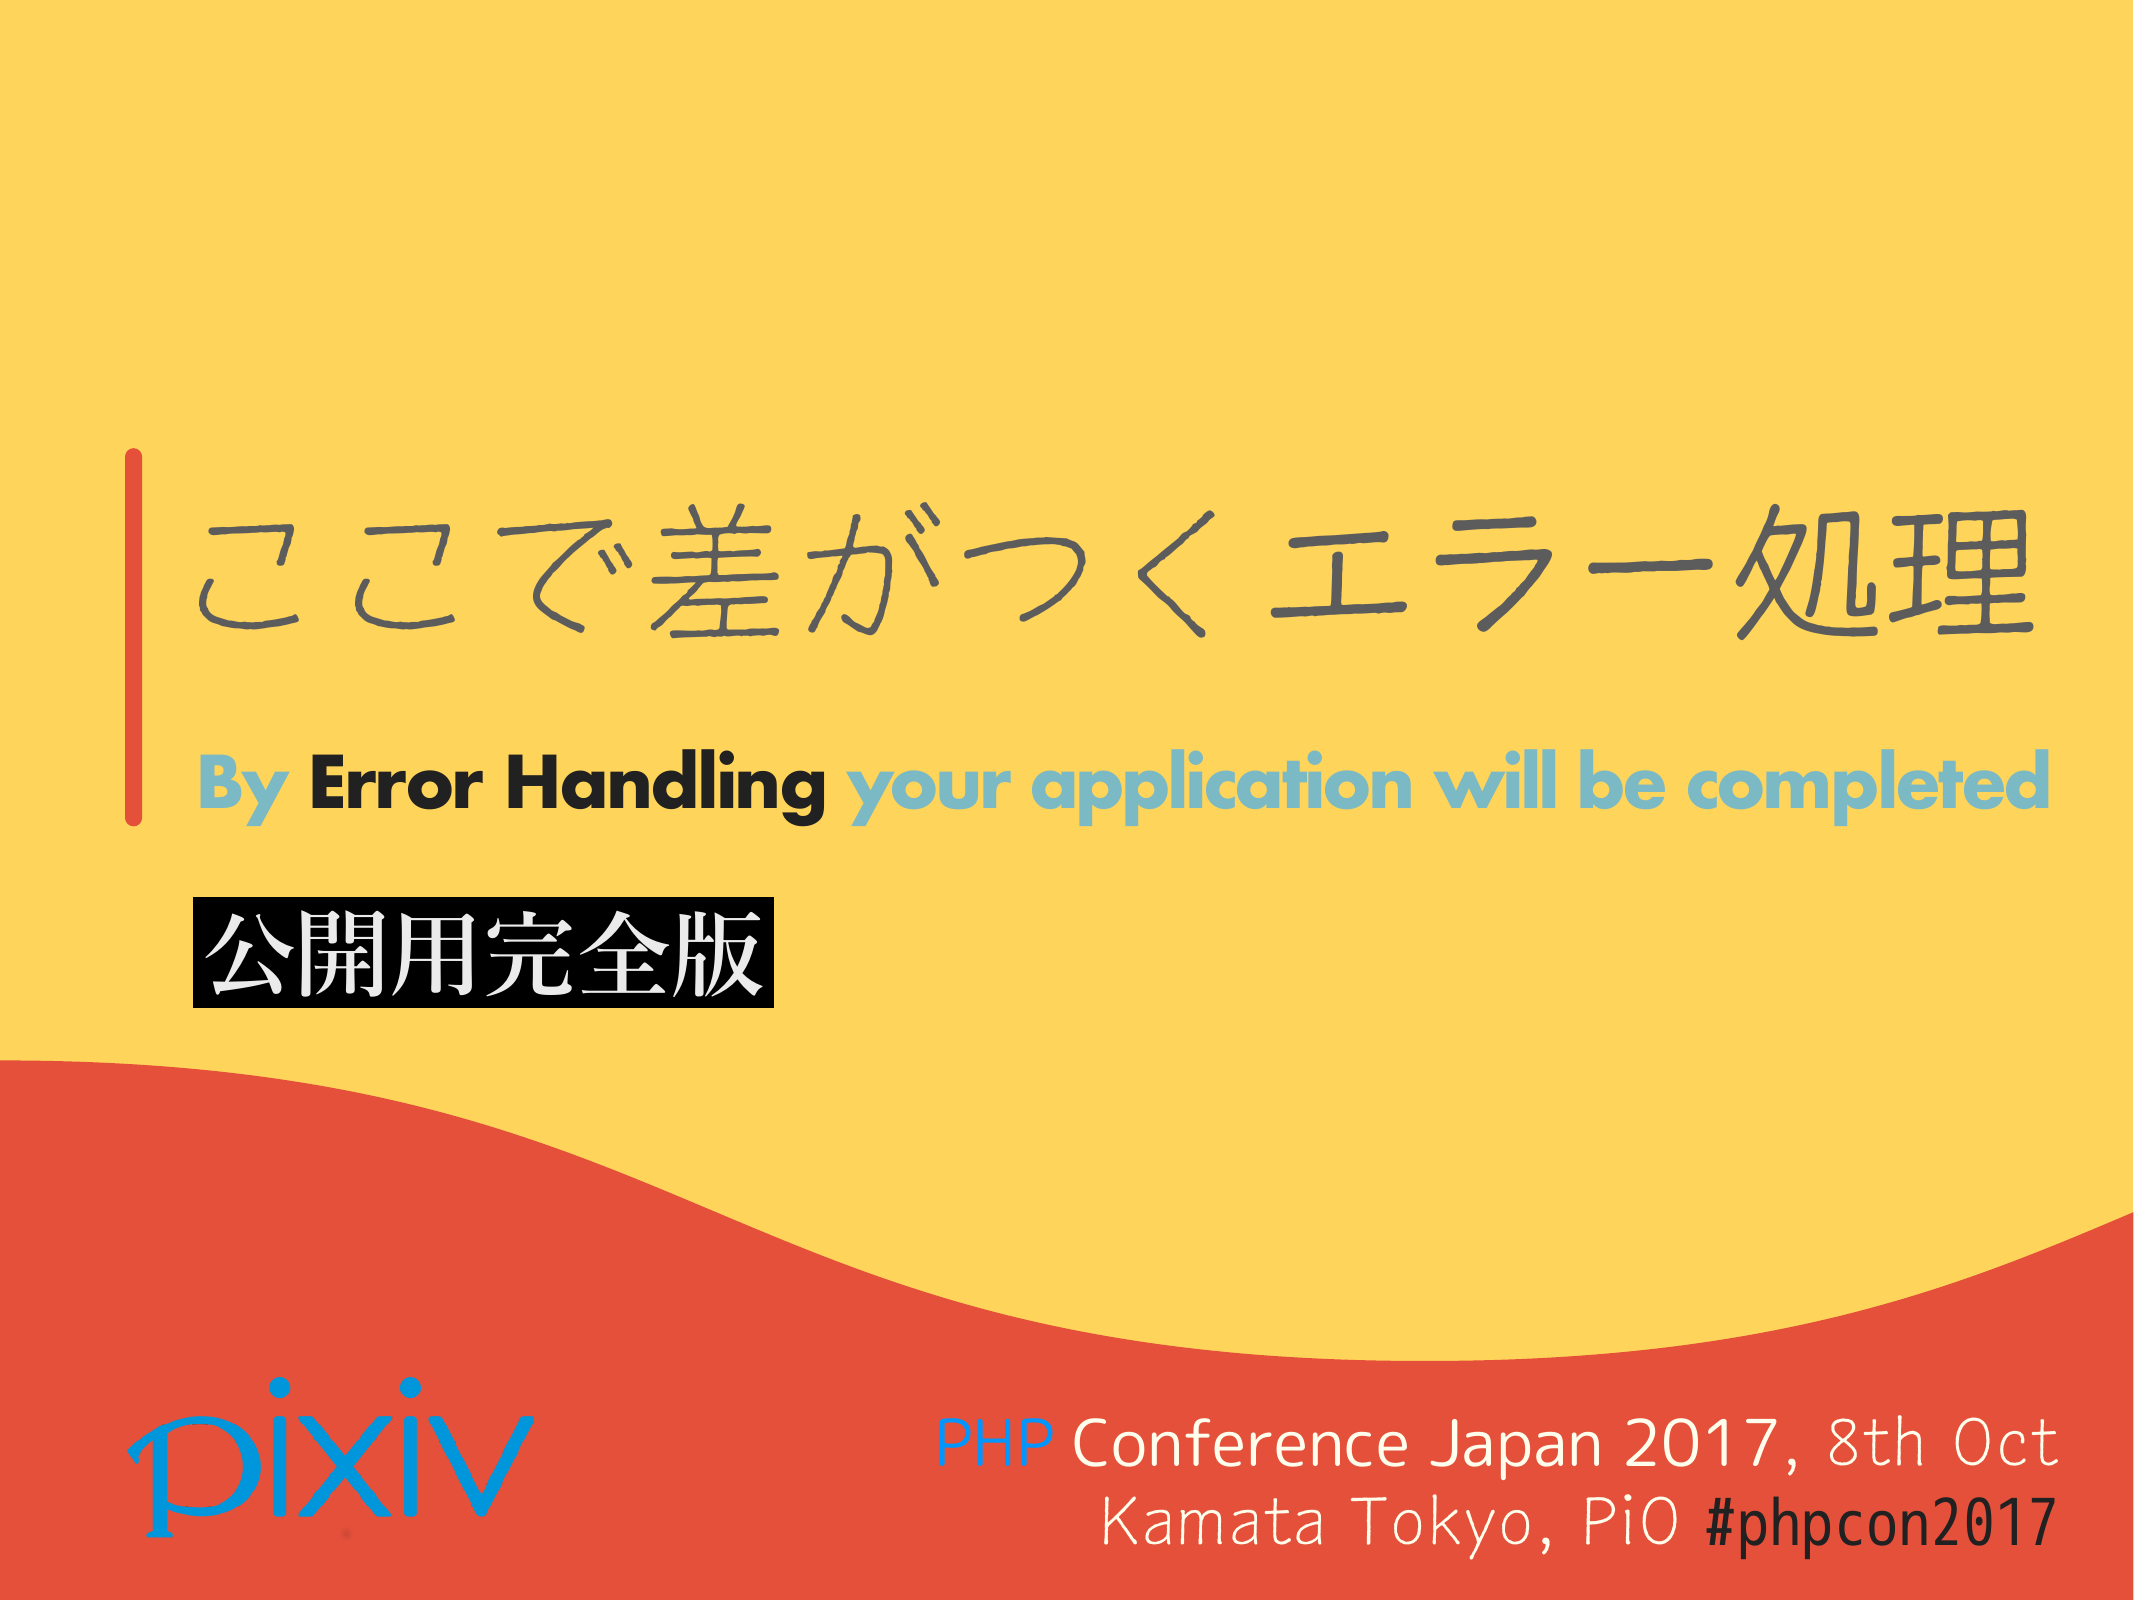 ここで差がつくエラー処理
By Error Handling your application will be completed
公開用完全版
pixiv
PHP Conference Japan 2017, 8th Oct
Kamata Tokyo, PiO #phpcon2017